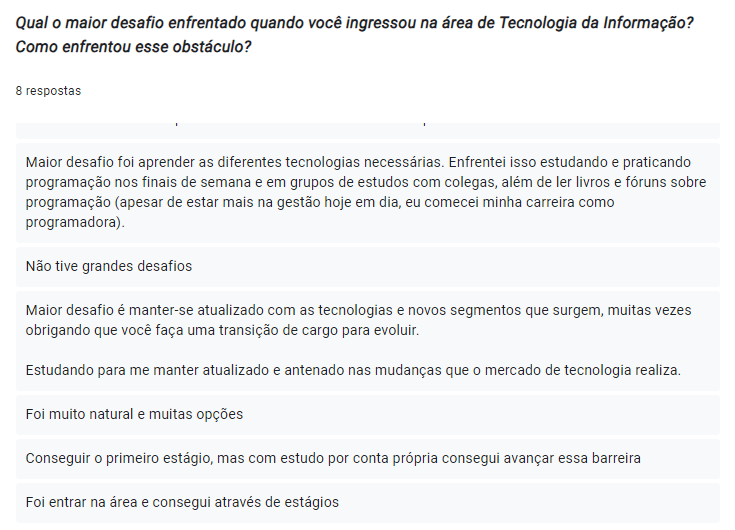 Qual o maior desafio enfrentado quando você ingressou na área de Tecnologia da Informação?
Como enfrentou esse obstáculo?
8 respostas
Maior desafio foi aprender as diferentes tecnologias necessárias. Enfrentei isso estudando e praticando
programação nos finais de semana e em grupos de estudos com colegas, além de ler livros e fóruns sobre
programação (apesar de estar mais na gestão hoje em dia, eu comecei minha carreira como
programadora).
Não tive grandes desafios
Maior desafio é manter-se atualizado com as tecnologias e novos segmentos que surgem, muitas vezes
obrigando que você faça uma transição de cargo para evoluir.
Estudando para me manter atualizado e antenado nas mudanças que o mercado de tecnologia realiza.
Foi muito natural e muitas opções
Conseguir o primeiro estágio, mas com estudo por conta própria consegui avançar essa barreira
Foi entrar na área e consegui através de estágios